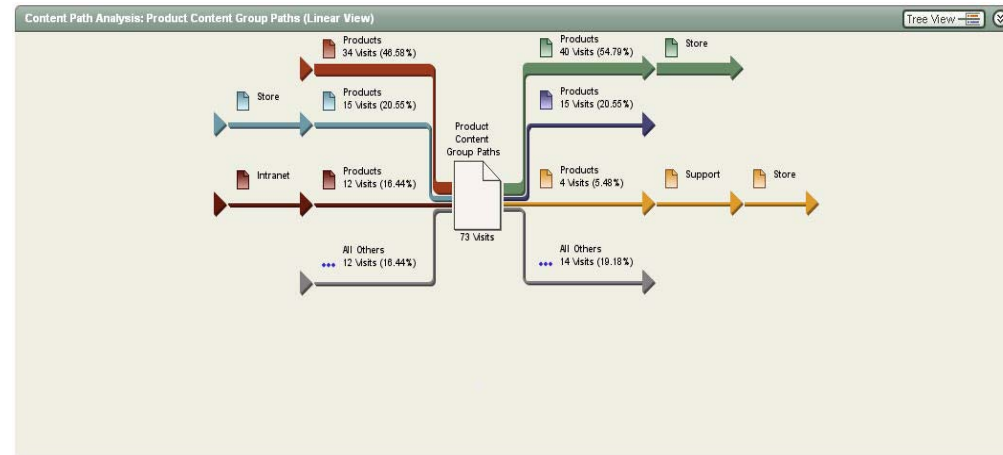 Content Path Analysis: Product Content Group Paths (Linear View)
Tree View
Products
34 Visits (46.58%)
Products
40 Visits (54.79%)
Store
Store
Products
15 Visits (20.55%)
Products
15 Visits (20.55%)
Product
Content
Group Paths
Intranet
Products
12 Visits (16.44%)
Products
4 Visits (5.48%)
Support
Store
73 Visits
All Others
12 Visits (16.44%)
All Others
14 Visits (19.18%)